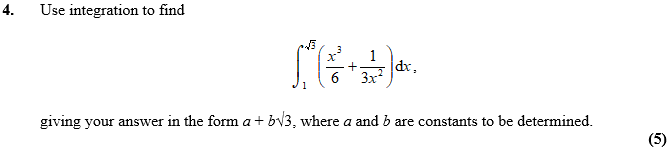 4. Use integration to find
∫₁^√3 (x³/6 + 1/(3x²)) dx,
giving your answer in the form a + b√3, where a and b are constants to be determined.
(5)